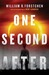 WILLIAM R. FORSTCHEN
ONE
SECOND
AFTER